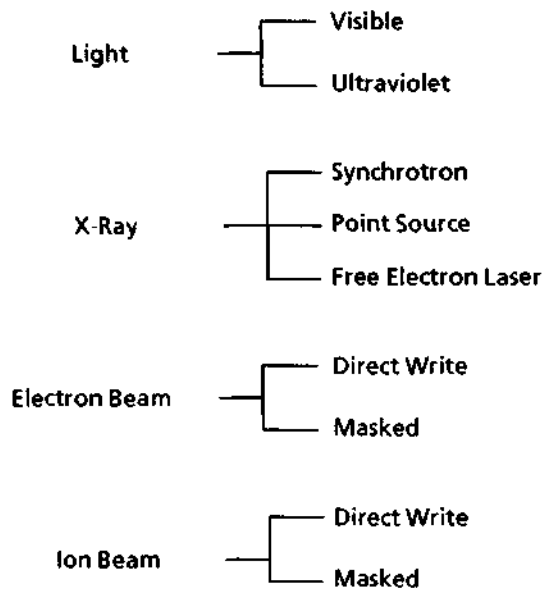 Visible
Light
Ultraviolet
Synchrotron
X-Ray
Point Source
Free Electron Laser
Direct Write
Electron Beam
Masked
Direct Write
Ion Beam
Masked